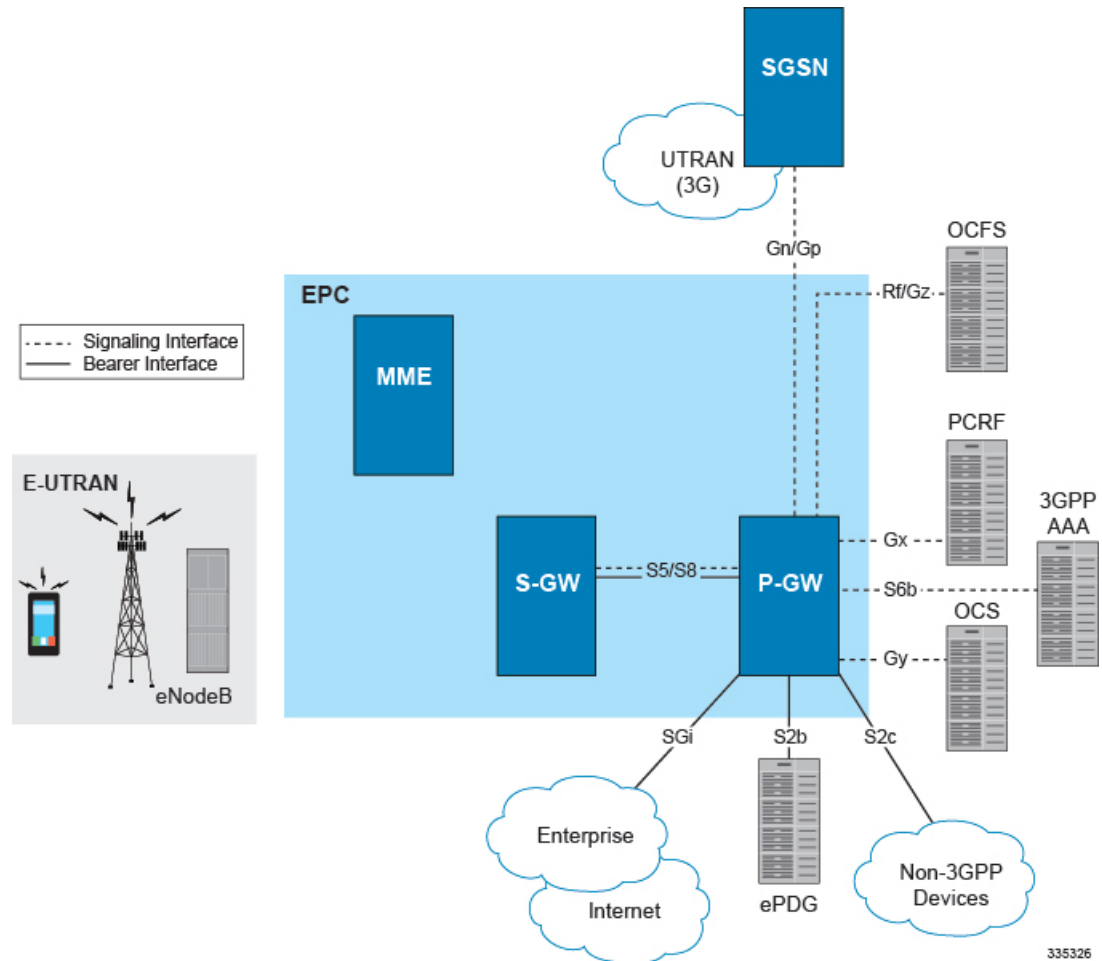 SGSN
UTRAN
(3G)
Gn/Gp
OCFS
Rf/Gz
EPC
Signaling Interface
Bearer Interface
MME
PCRF
E-UTRAN
3GPP
AAA
Gx
S-GW
S5/S8
P-GW
S6b
OCS
Gy
eNodeB
SGi
S2b
S2c
Enterprise
Internet
ePDG
Non-3GPP
Devices
335326